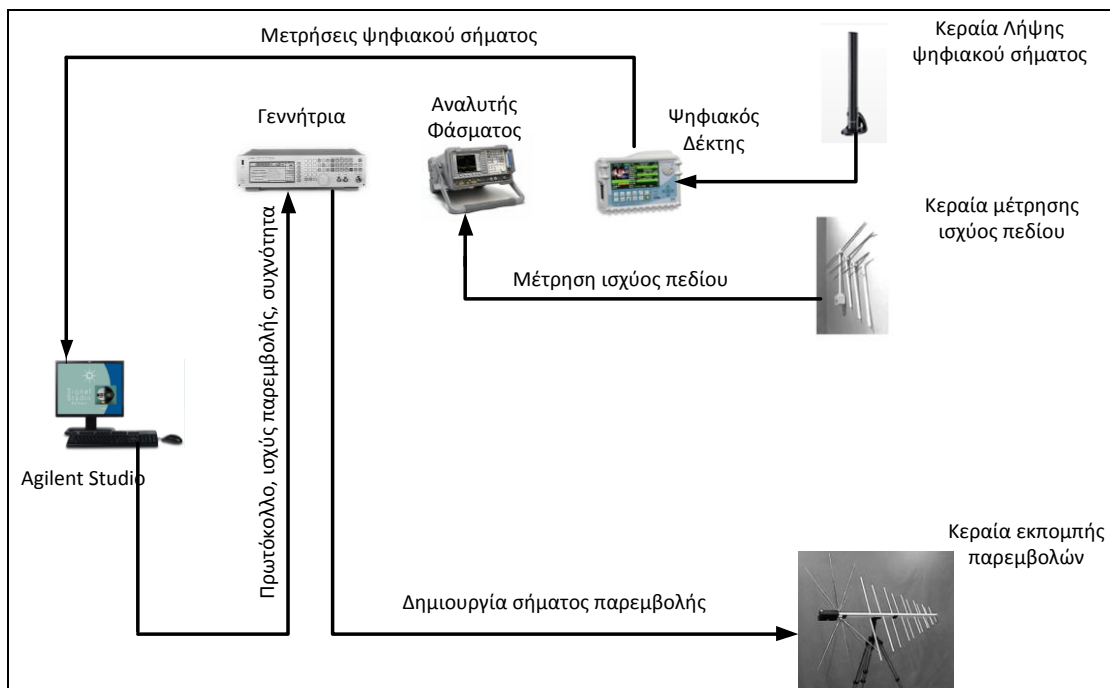 Μετρήσεις ψηφιακού σήματος
Κεραία Λήψης
ψηφιακού σήματος
Γεννήτρια
Αναλυτής
Φάσματος
Ψηφιακός
Δέκτης
Κεραία μέτρησης
ισχύος πεδίου
Μέτρηση ισχύος πεδίου
Πρωτόκολλο, ισχύς παρεμβολής, συχνότητα
Agilent Studio
Κεραία εκπομπής
παρεμβολών
Δημιουργία σήματος παρεμβολής